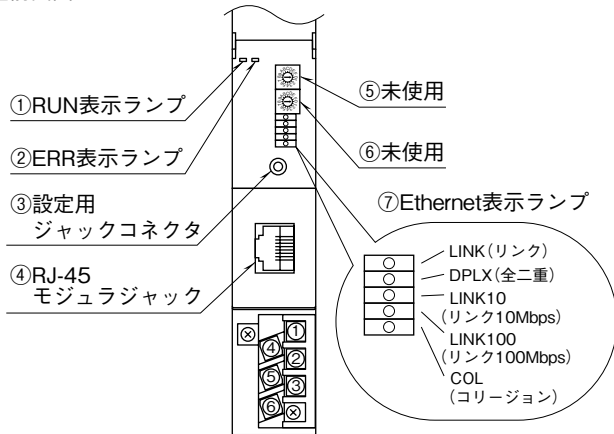 ①RUN表示ランプ
②ERR表示ランプ
③設定用
ジャックコネクタ
④RJ-45
モジュラジャック
⑤未使用
⑥未使用
⑦Ethernet表示ランプ
LINK(リンク)
DPLX(全二重)
LINK10
(リンク10Mbps)
LINK100
(リンク100Mbps)
COL
(コリージョン)
①
④
②
⑤
③
⑥